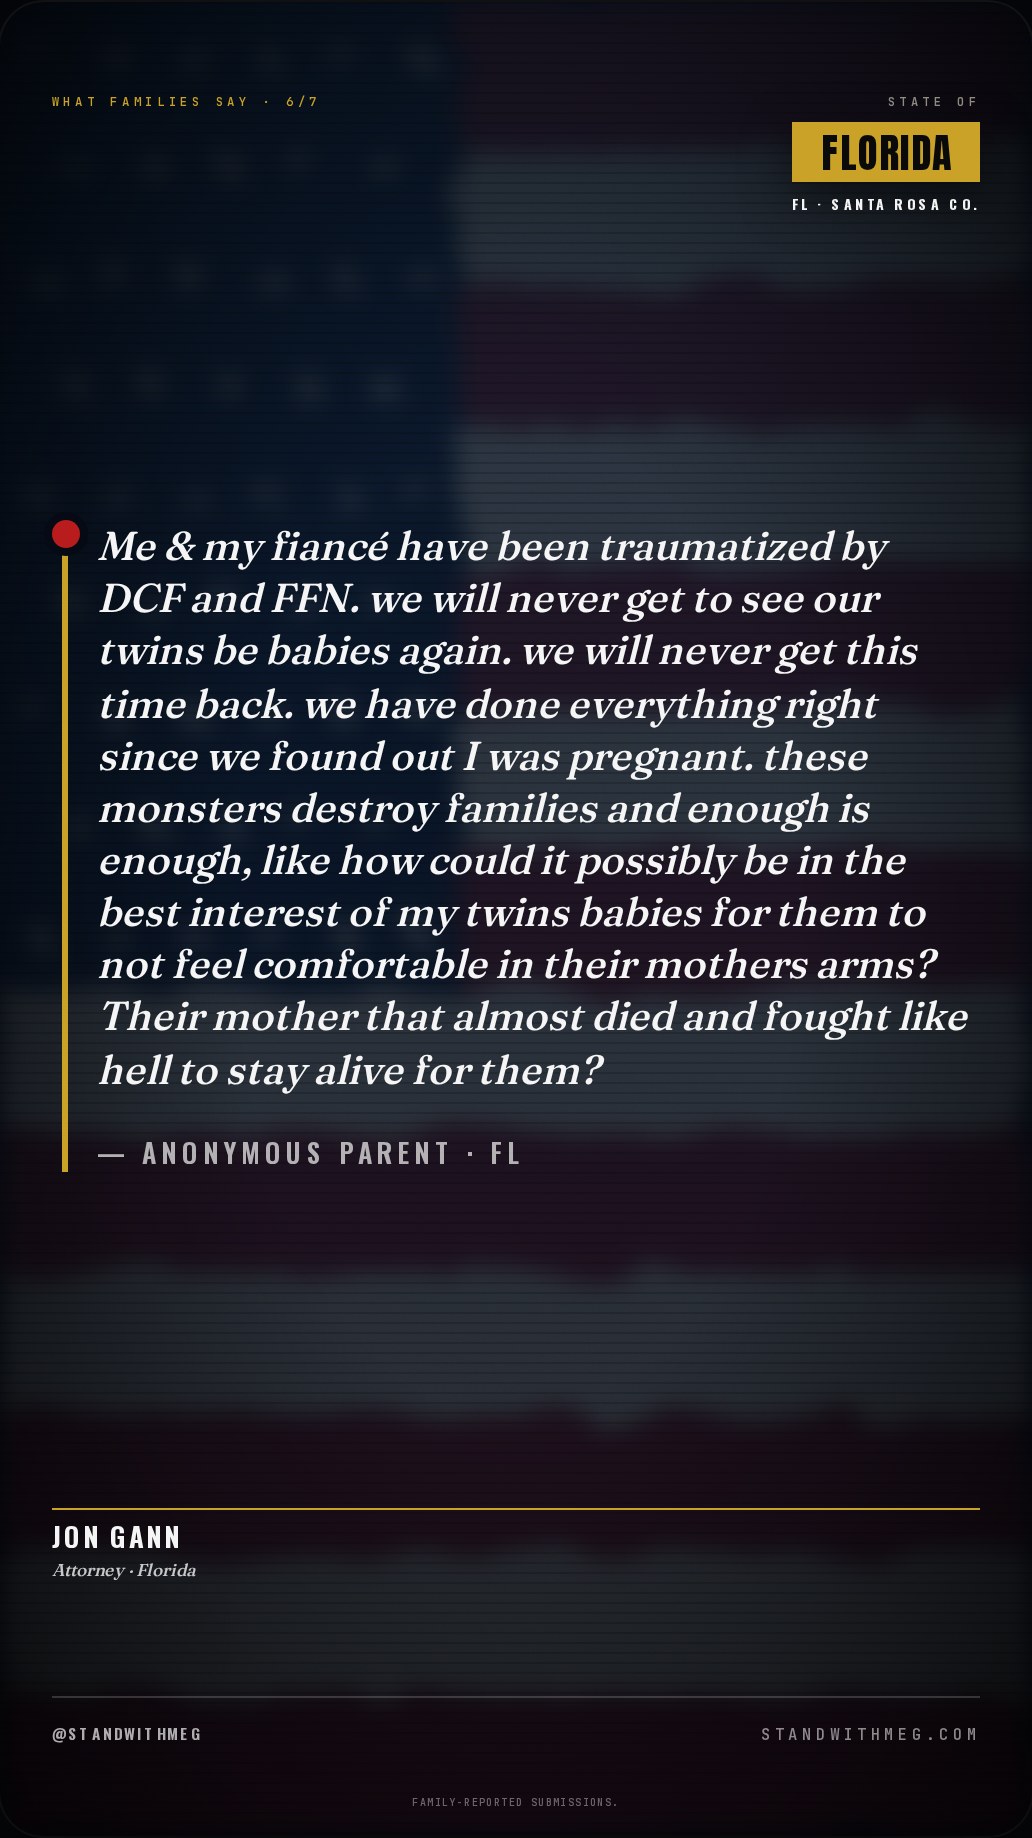 WHAT FAMILIES SAY · 6/7
STATE OF
FLORIDA
FL · SANTA ROSA CO.
Me & my fiancé have been traumatized by
DCF and FFN. we will never get to see our
twins be babies again. we will never get this
time back. we have done everything right
since we found out I was pregnant. these
monsters destroy families and enough is
enough, like how could it possibly be in the
best interest of my twins babies for them to
not feel comfortable in their mothers arms?
Their mother that almost died and fought like
hell to stay alive for them?
— ANONYMOUS PARENT · FL
JON GANN
Attorney · Florida
@STANDWITHMEG
STANDWITHMEG.COM
FAMILY-REPORTED SUBMISSIONS.